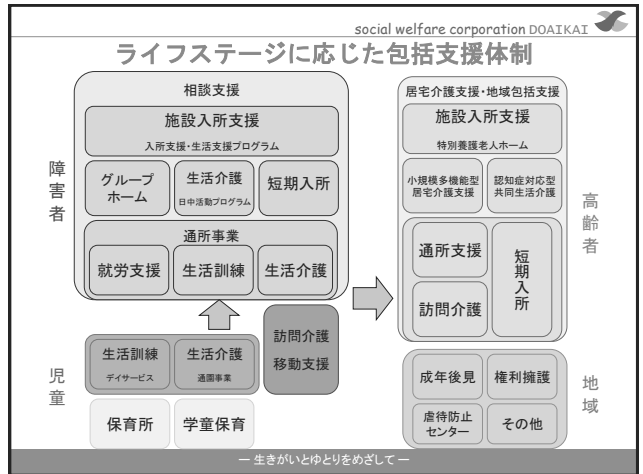 social welfare corporation DOAIKAI
ライフステージに応じた包括支援体制
障害者
相談支援
施設入所支援
入所支援・生活支援プログラム
グループ
ホーム
生活介護
日中活動プログラム
短期入所
通所事業
就労支援
生活訓練
生活介護
児童
生活訓練
デイサービス
生活介護
通園事業
訪問介護
移動支援
保育所
学童保育
居宅介護支援・地域包括支援
施設入所支援
特別養護老人ホーム
小規模多機能型
居宅介護支援
認知症対応型
共同生活介護
通所支援
訪問介護
短期入所
高齢者
成年後見
権利擁護
虐待防止
センター
その他
地域
― 生きがいとゆとりをめざして ―